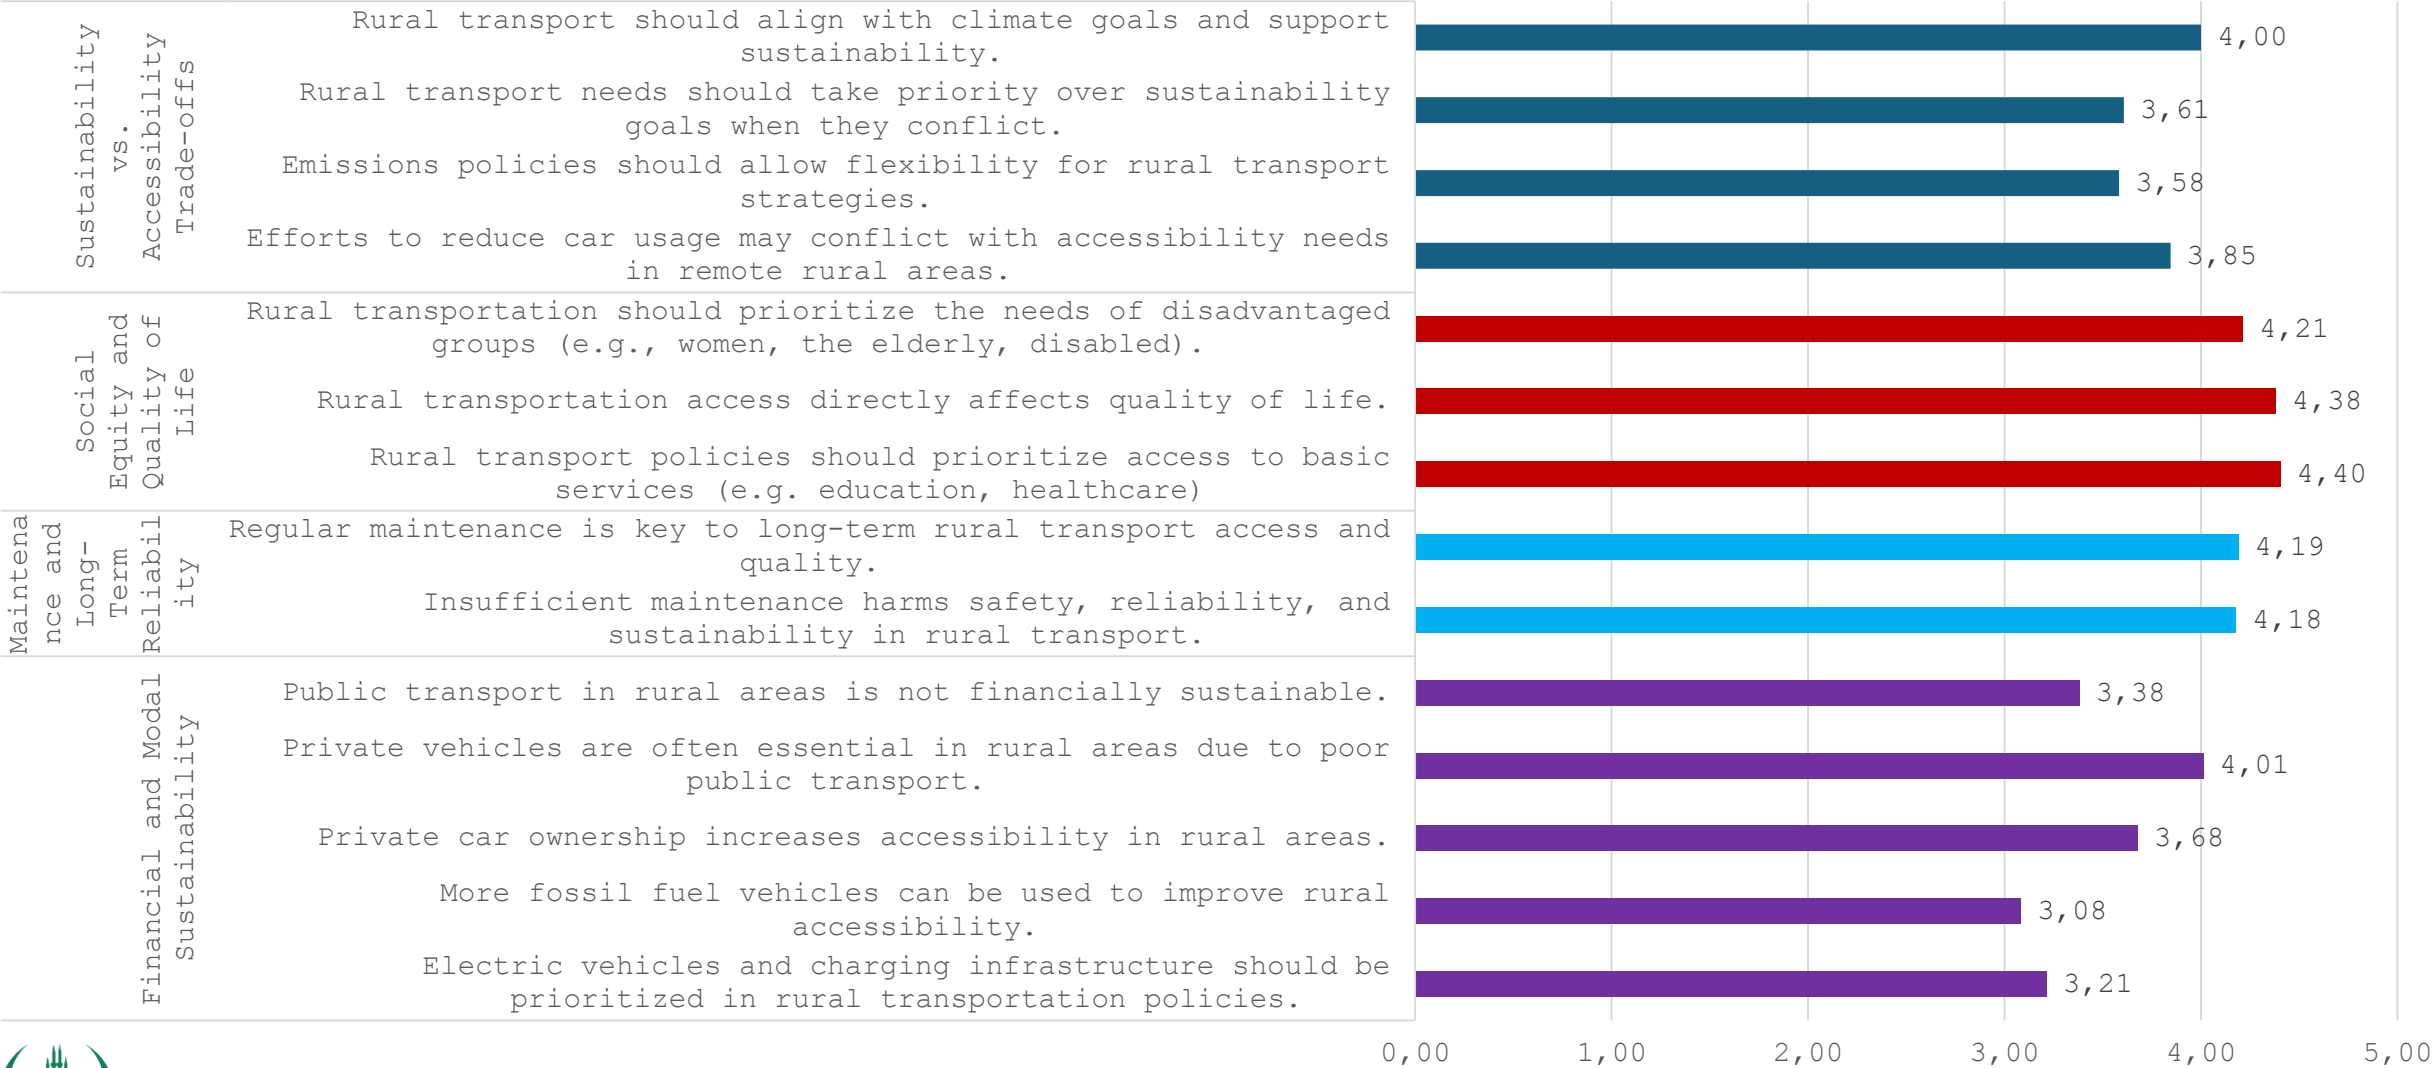 Sustainability
vs.
Accessibility
Trade-offs
Rural transport should align with climate goals and support
sustainability.
4,00
Rural transport needs should take priority over sustainability
goals when they conflict.
3,61
Emissions policies should allow flexibility for rural transport
strategies.
3,58
Efforts to reduce car usage may conflict with accessibility needs
in remote rural areas.
3,85
Social
Equity and
Quality of
Life
Rural transportation should prioritize the needs of disadvantaged
groups (e.g., women, the elderly, disabled).
4,21
Rural transportation access directly affects quality of life.
4,38
Rural transport policies should prioritize access to basic
services (e.g. education, healthcare)
4,40
Maintena
nce and
Long-
Term
Reliabil
ity
Regular maintenance is key to long-term rural transport access and
quality.
4,19
Insufficient maintenance harms safety, reliability, and
sustainability in rural transport.
4,18
Financial and Modal
Sustainability
Public transport in rural areas is not financially sustainable.
3,38
Private vehicles are often essential in rural areas due to poor
public transport.
4,01
Private car ownership increases accessibility in rural areas.
3,68
More fossil fuel vehicles can be used to improve rural
accessibility.
3,08
Electric vehicles and charging infrastructure should be
prioritized in rural transportation policies.
3,21
0,00 1,00 2,00 3,00 4,00 5,00